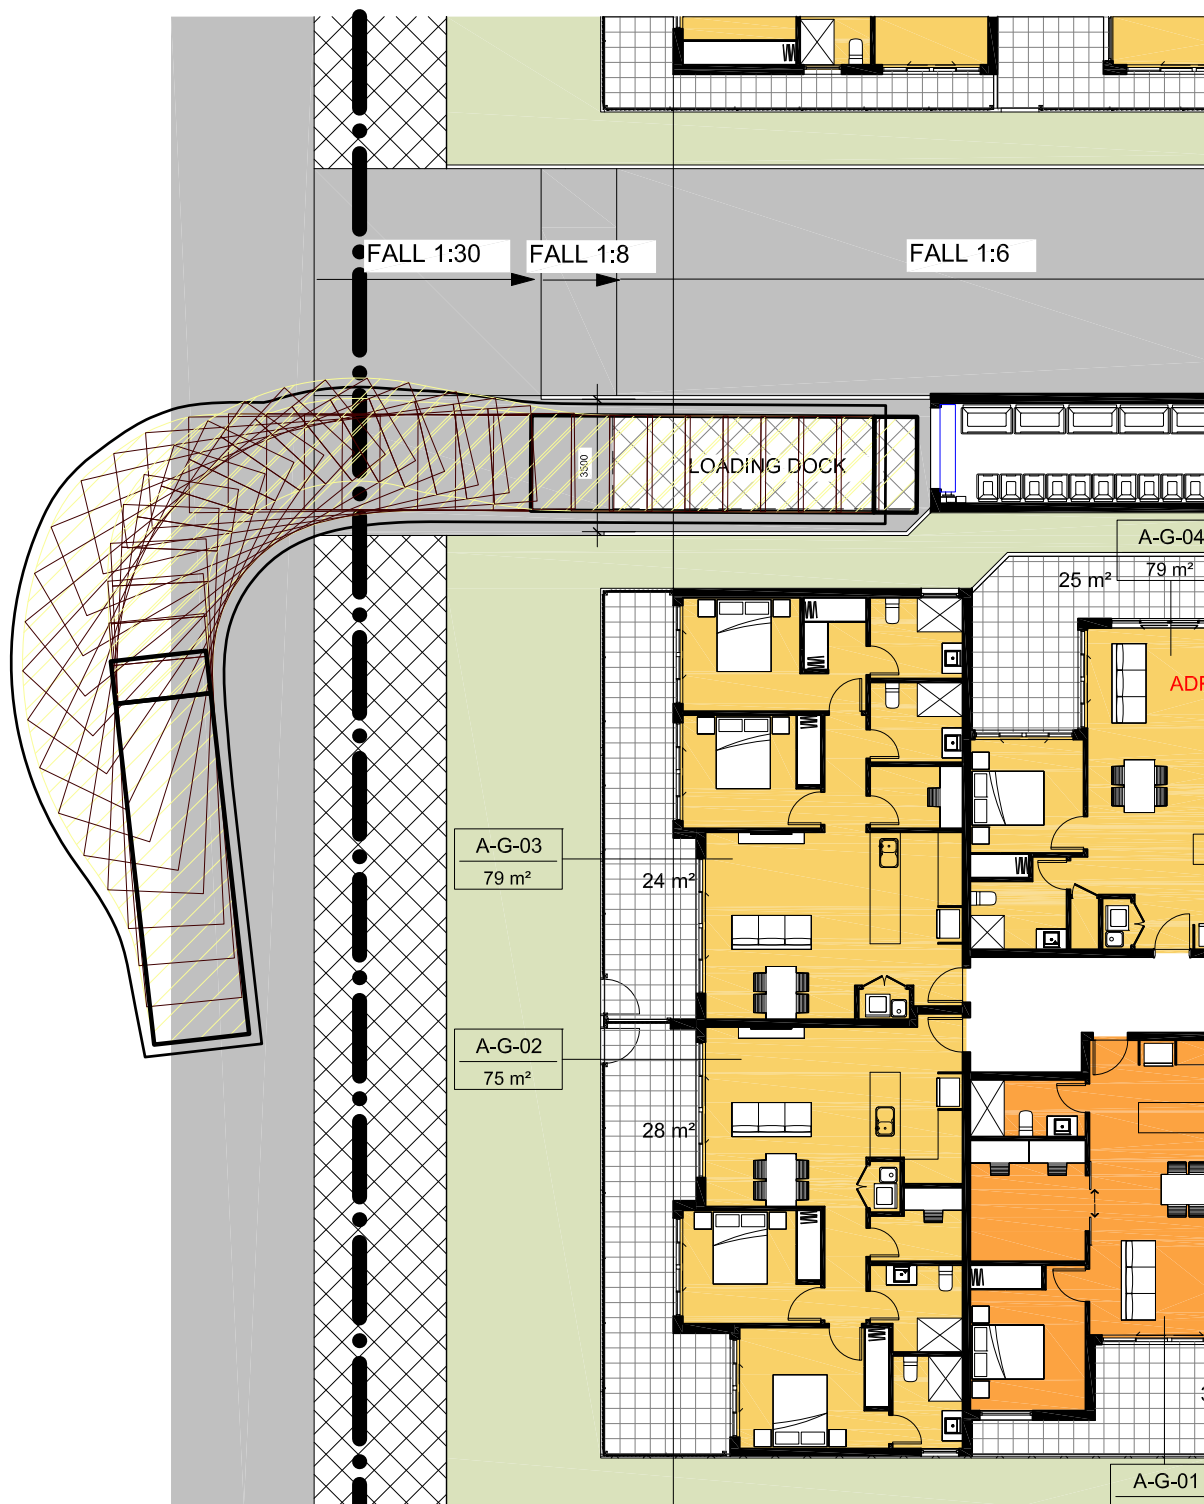 FALL 1:30
FALL 1:8
FALL 1:6
3500
LOADING DOCK
A-G-04
79 m²
25 m²
A-G-03
79 m²
24 m²
A-G-02
75 m²
28 m²
A-G-01